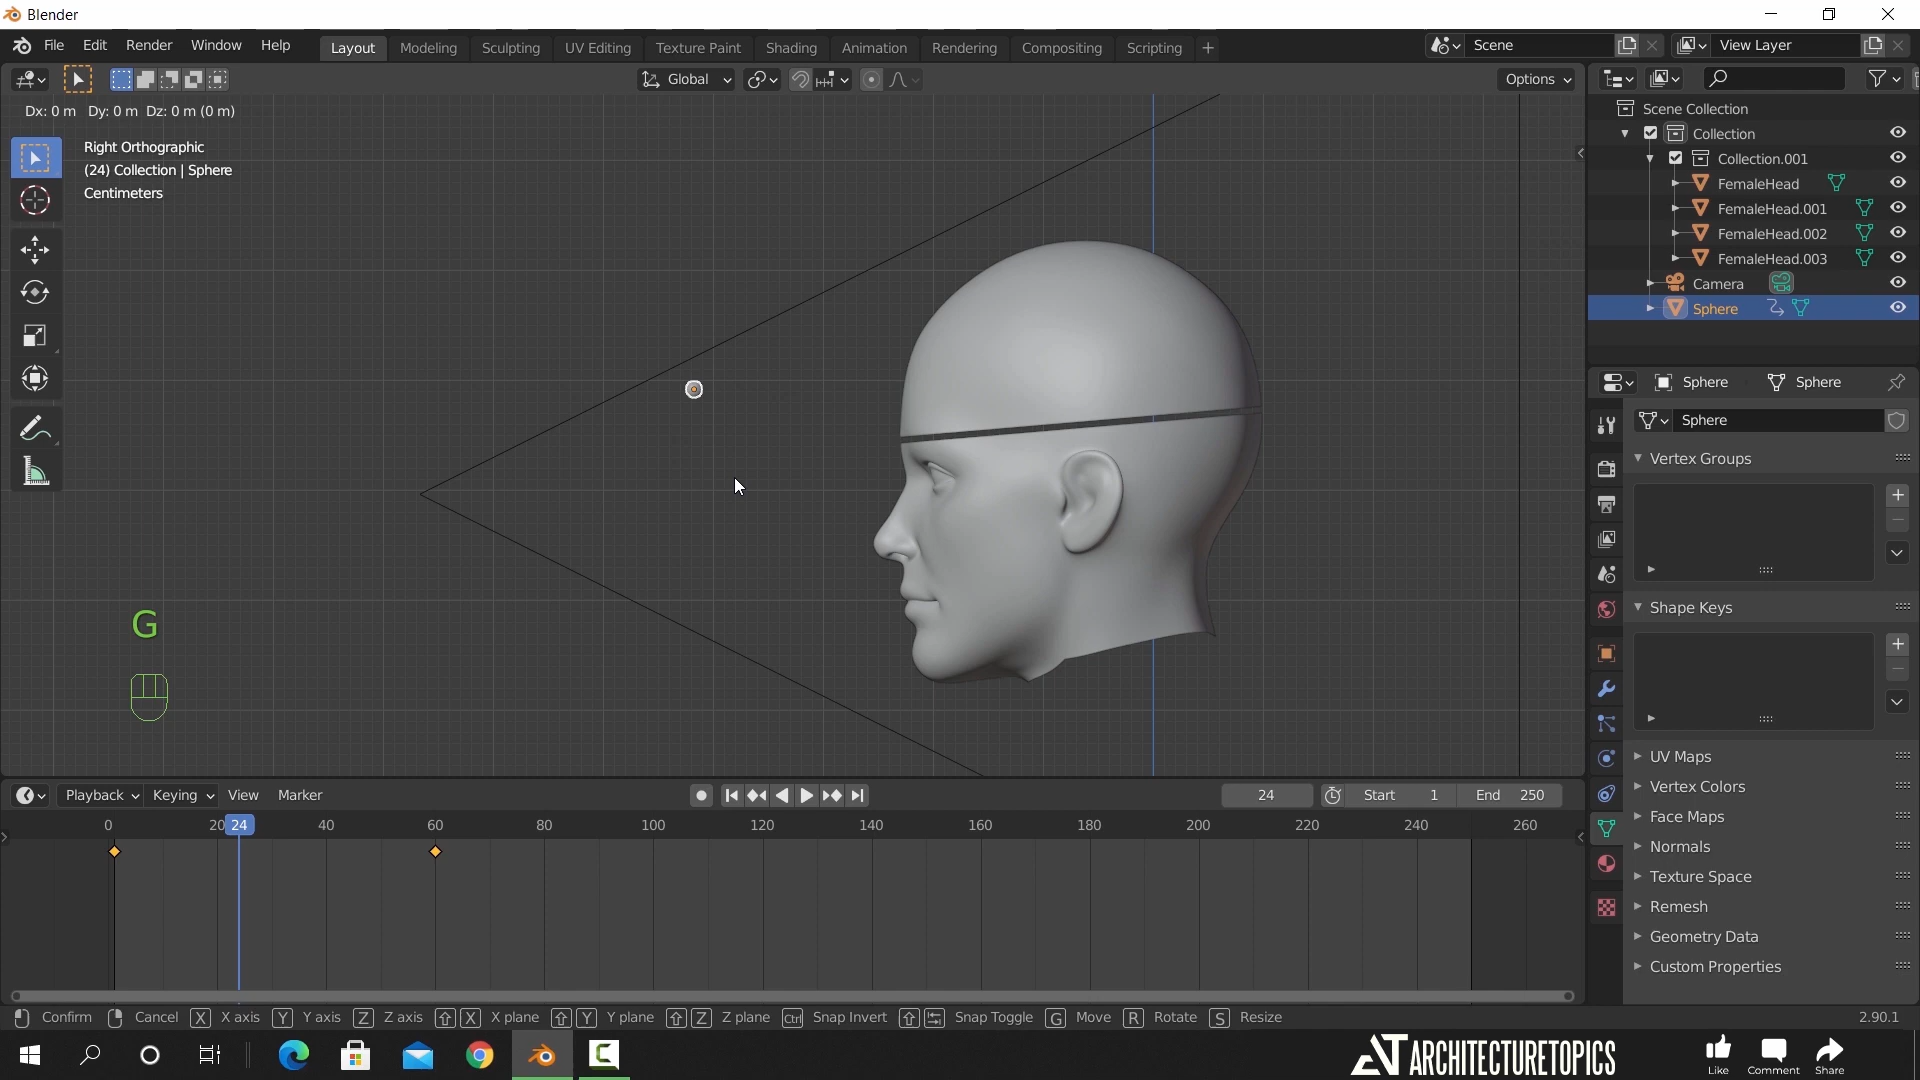 Blender
File Edit Render Window Help Layout Modeling Sculpting UV Editing Texture Paint Shading Animation Rendering Compositing Scripting + Scene View Layer
Global Options
Dx: 0 m Dy: 0 m Dz: 0 m (0 m)
Right Orthographic
(24) Collection | Sphere
Centimeters
G
Scene Collection
Collection
Collection.001
FemaleHead
FemaleHead.001
FemaleHead.002
FemaleHead.003
Camera
Sphere
Sphere Sphere
Sphere
Vertex Groups
Shape Keys
UV Maps
Vertex Colors
Face Maps
Normals
Texture Space
Remesh
Geometry Data
Custom Properties
Playback Keying View Marker 24 Start 1 End 250
0 20 24 40 60 80 100 120 140 160 180 200 220 240 260
Confirm Cancel X X axis Y Y axis Z Z axis X X plane Y Y plane Z Z plane Ctrl Snap Invert Snap Toggle G Move R Rotate S Resize 2.90.1
AT ARCHITECTURETOPICS
Like Comment Share